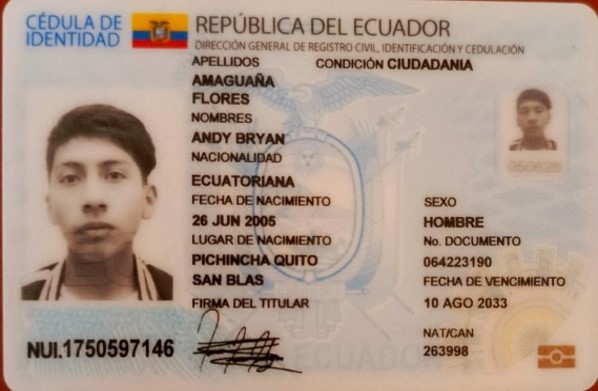 CÉDULA DE
IDENTIDAD
REPÚBLICA DEL ECUADOR
DIRECCIÓN GENERAL DE REGISTRO CIVIL, IDENTIFICACIÓN Y CEDULACIÓN
APELLIDOS
CONDICIÓN CIUDADANIA
AMAGUAÑA
FLORES
NOMBRES
ANDY BRYAN
NACIONALIDAD
ECUATORIANA
FECHA DE NACIMIENTO
26 JUN 2005
LUGAR DE NACIMIENTO
PICHINCHA QUITO
SAN BLAS
FIRMA DEL TITULAR
SEXO
HOMBRE
No. DOCUMENTO
064223190
FECHA DE VENCIMIENTO
10 AGO 2033
NAT/CAN
263998
NUI.1750597146
ECUADOR